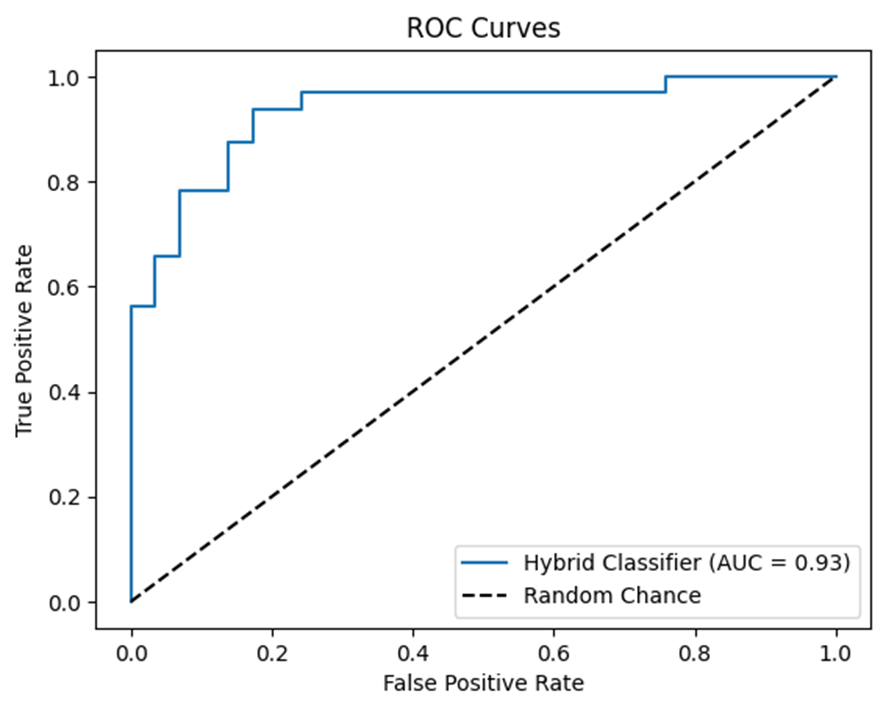 ROC Curves
1.0
0.8
0.6
0.4
0.2
0.0
True Positive Rate
Hybrid Classifier (AUC = 0.93)
Random Chance
0.0 0.2 0.4 0.6 0.8 1.0
False Positive Rate